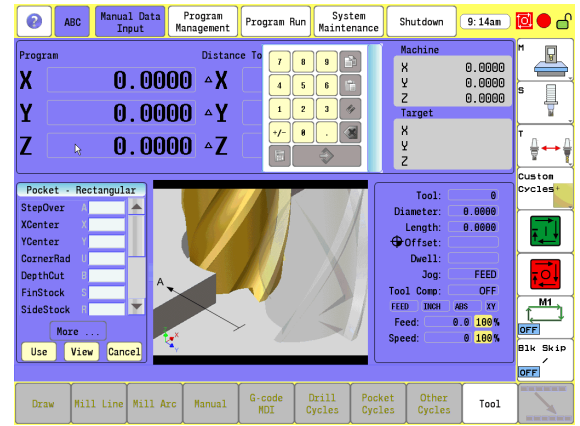 ?
ABC
Manual Data Input
Program Management
Program Run
System Maintenance
Shutdown
9:14am
Program
Distance To
X 0.0000 X
Y 0.0000 Y
Z 0.0000 Z
7 8 9
4 5 6
1 2 3
+/- 0 .
Machine
X 0.0000
Y 0.0000
Z 0.0000
Target
X
Y
Z
M
S
T
Custom Cycles
M1
OFF
Blk Skip
/
OFF
Pocket - Rectangular
StepOver A
XCenter X
YCenter Y
CornerRad U
DepthCut B
FinStock S
SideStock R
More ...
Use View Cancel
A
Z
X
Y
Tool: 0
Diameter: 0.0000
Length: 0.0000
Offset:
Dwell:
Jog: FEED
Tool Comp: OFF
FEED INCH ABS XY
Feed: 0.0 100%
Speed: 0 100%
Draw
Mill Line
Mill Arc
Manual
G-code MDI
Drill Cycles
Pocket Cycles
Other Cycles
Tool